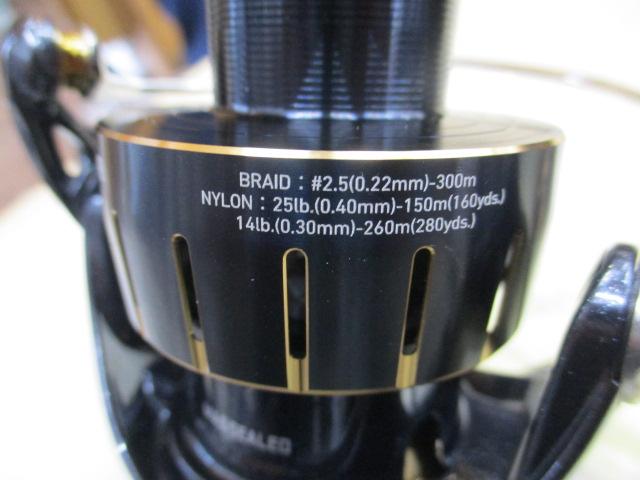 BRAID : #2.5(0.22mm)-300m
NYLON : 25lb.(0.40mm)-150m(160yds.)
14lb.(0.30mm)-260m(280yds.)